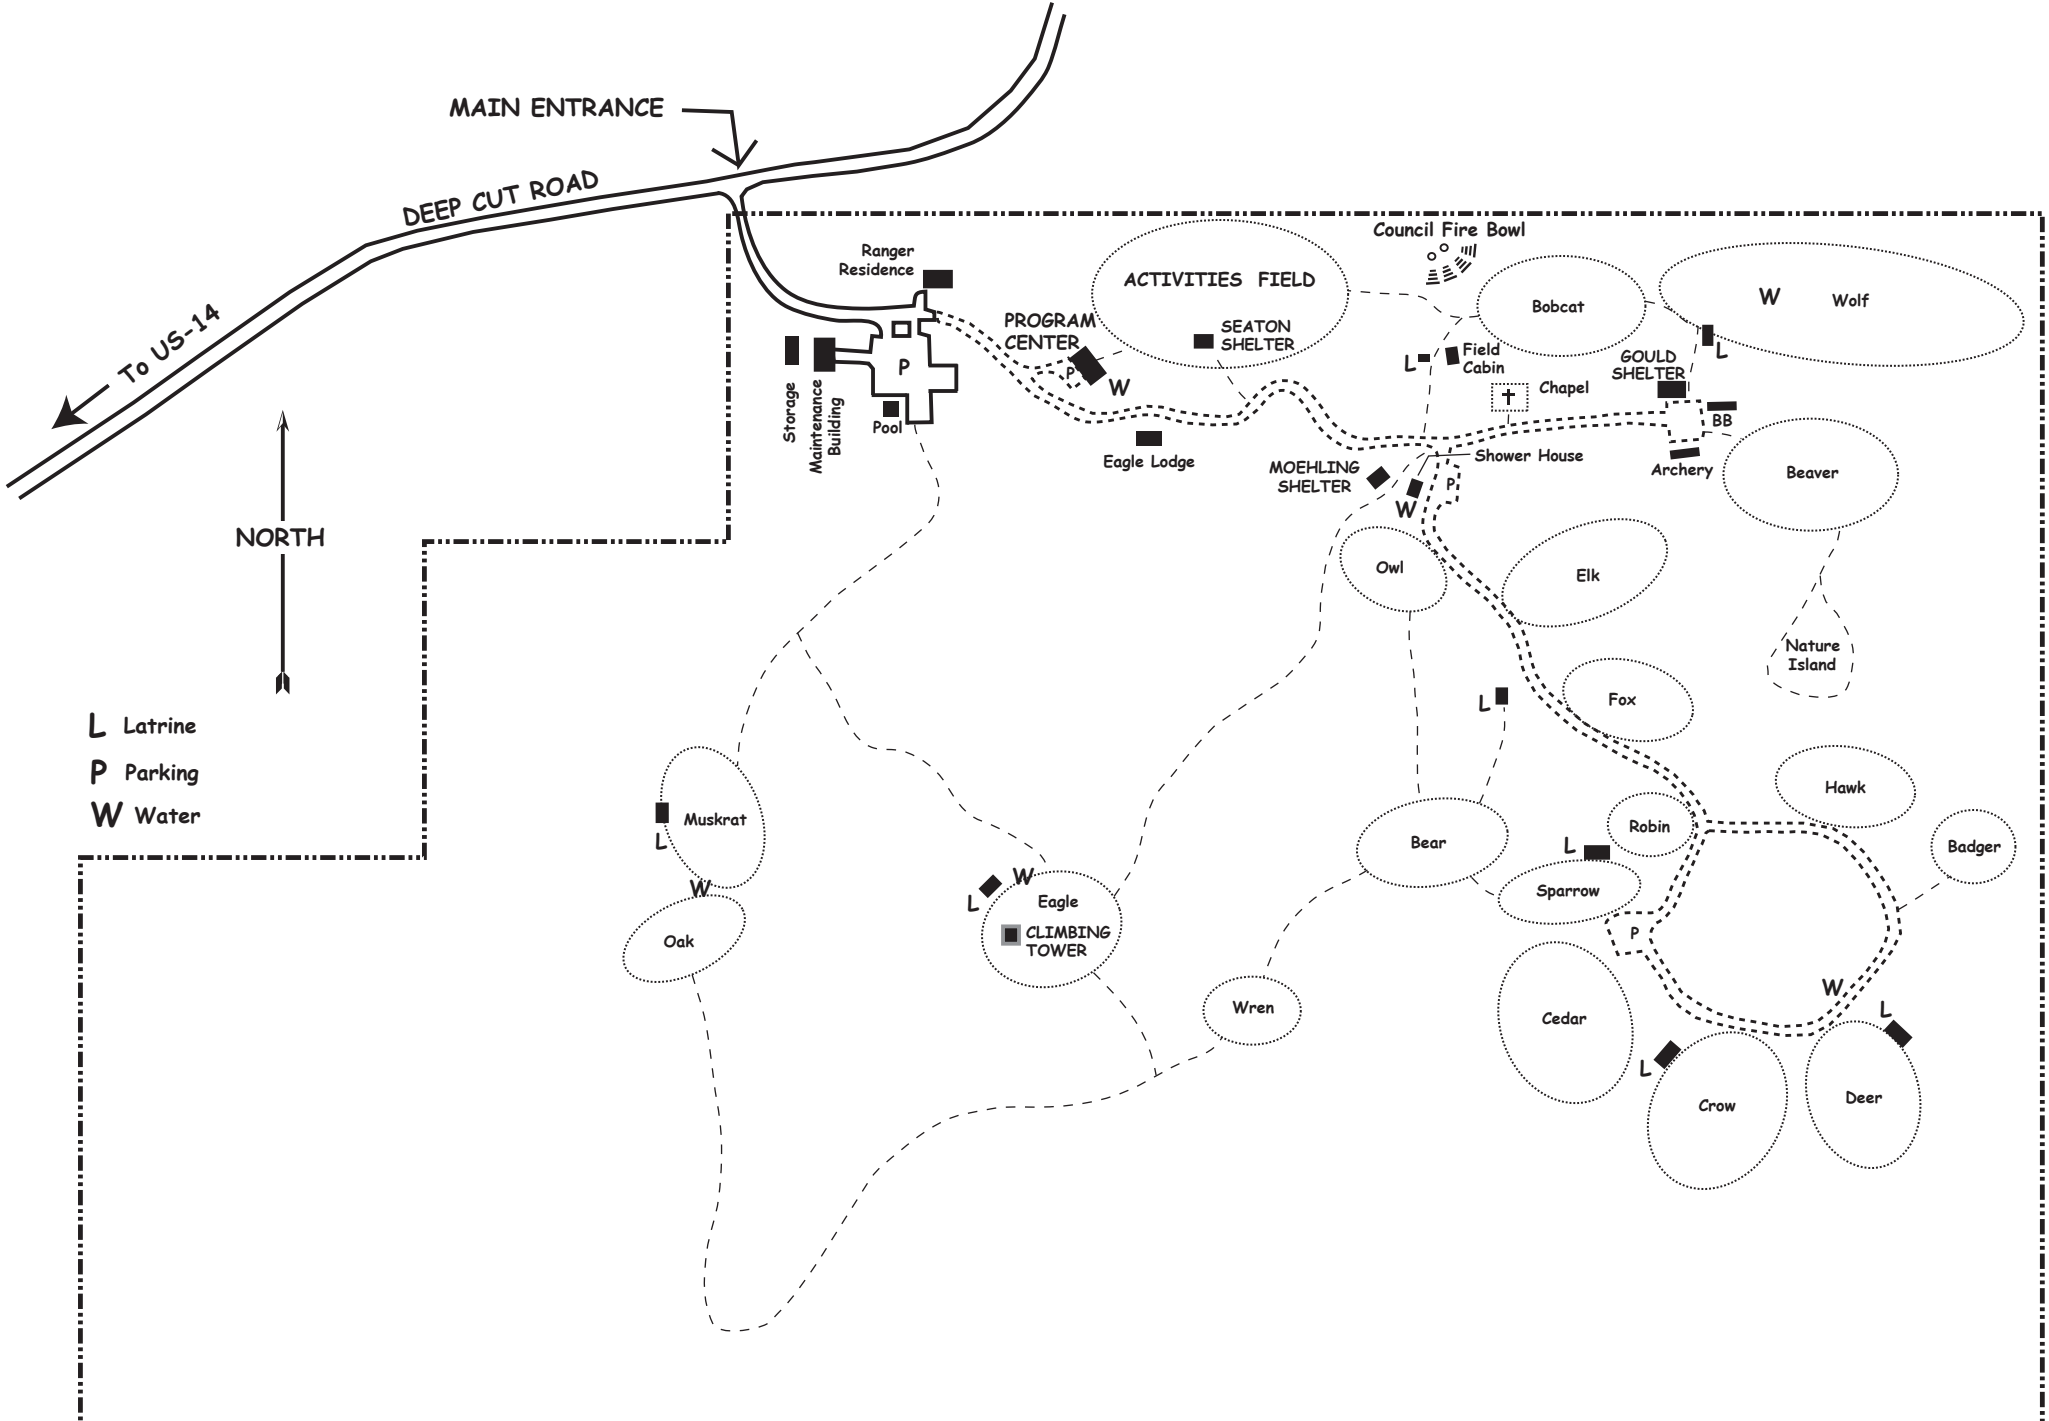 MAIN ENTRANCE
DEEP CUT ROAD
To US-14
NORTH
L Latrine
P Parking
W Water
Ranger
Residence
P
Storage
Maintenance
Building
Pool
PROGRAM
CENTER
P
W
ACTIVITIES FIELD
SEATON
SHELTER
Eagle Lodge
Council Fire Bowl
Bobcat
W
Wolf
L
Field
Cabin
L
GOULD
SHELTER
Chapel
BB
Archery
Beaver
Shower House
MOEHLING
SHELTER
P
W
Owl
Elk
Nature
Island
L
Fox
Hawk
Muskrat
L
W
Oak
W
L
Eagle
CLIMBING
TOWER
Bear
Robin
L
Sparrow
Badger
P
Wren
Cedar
W
L
L
Crow
Deer